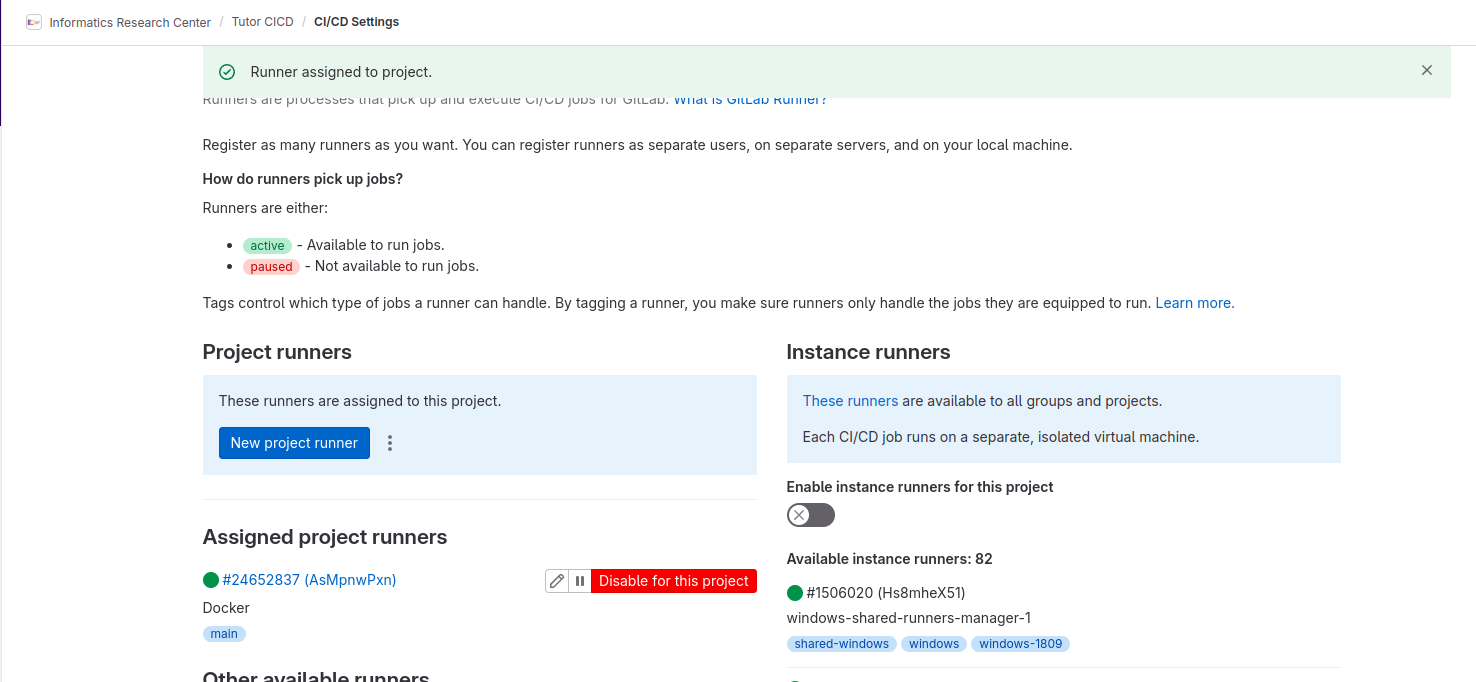 Informatics Research Center / Tutor CICD / CI/CD Settings
Runner assigned to project.
Runners are processes that pick up and execute CI/CD jobs for GitLab. What is GitLab Runner?
Register as many runners as you want. You can register runners as separate users, on separate servers, and on your local machine.
How do runners pick up jobs?
Runners are either:
active - Available to run jobs.
paused - Not available to run jobs.
Tags control which type of jobs a runner can handle. By tagging a runner, you make sure runners only handle the jobs they are equipped to run. Learn more.
Project runners
These runners are assigned to this project.
New project runner
Assigned project runners
#24652837 (AsMpnwPxn)
Disable for this project
Docker
main
Other available runners
Instance runners
These runners are available to all groups and projects.
Each CI/CD job runs on a separate, isolated virtual machine.
Enable instance runners for this project
Available instance runners: 82
#1506020 (Hs8mheX51)
windows-shared-runners-manager-1
shared-windows windows windows-1809